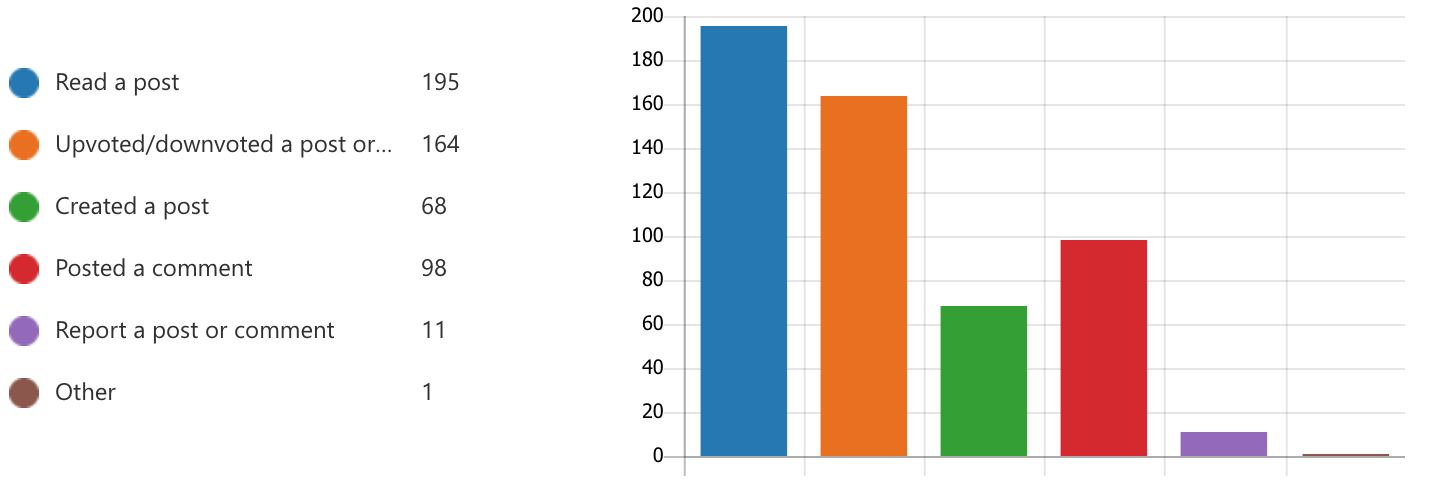 Read a post 195
Upvoted/downvoted a post or... 164
Created a post 68
Posted a comment 98
Report a post or comment 11
Other 1
200
180
160
140
120
100
80
60
40
20
0